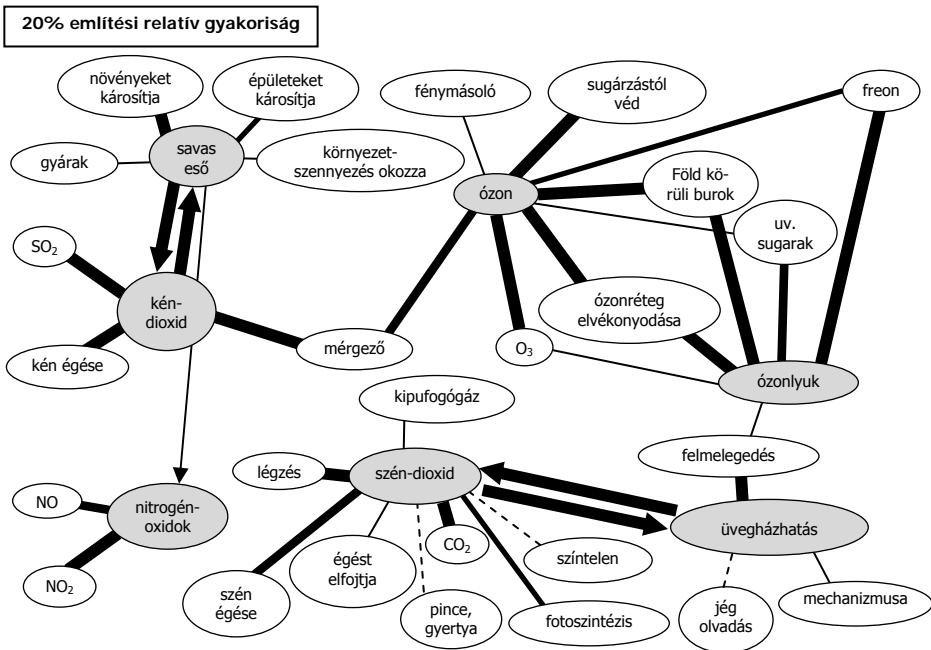 20% említési relatív gyakoriság
növényeket
károsítja
épületeket
károsítja
fénymásoló
sugárzástól
véd
freon
gyárak
savas
eső
környezet-
szennyezés okozza
ózon
Föld kö-
rüli burok
uv.
sugarak
SO₂
kén-
dioxid
ózonréteg
elvékonyodása
kén égése
mérgező
O₃
ózonlyuk
kipufogógáz
felmelegedés
légzés
szén-dioxid
NO
nitrogén-
oxidok
üvegházhatás
égést
elfojtja
CO₂
színtelen
NO₂
szén
égése
pince,
gyertya
fotoszintézis
jég
olvadás
mechanizmusa